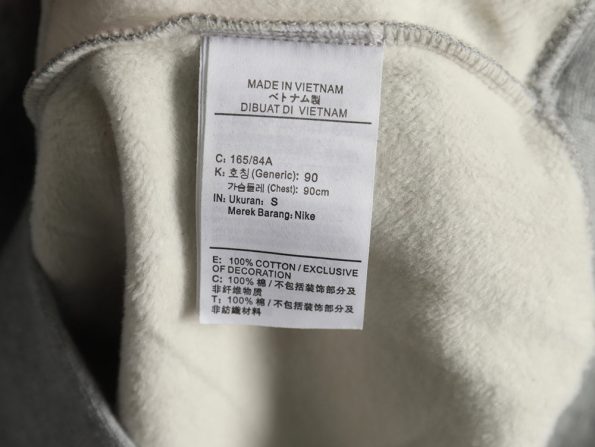 MADE IN VIETNAM
ベトナム製
DIBUAT DI VIETNAM
C: 165/84A
K: 호칭(Generic): 90
가슴둘레 (Chest): 90cm
IN: Ukuran: S
Merek Barang: Nike
E: 100% COTTON / EXCLUSIVE
OF DECORATION
C: 100% 棉 / 不包括装饰部分及
非纤维物质
T: 100% 棉 / 不包括装飾部分及
非紡織材料